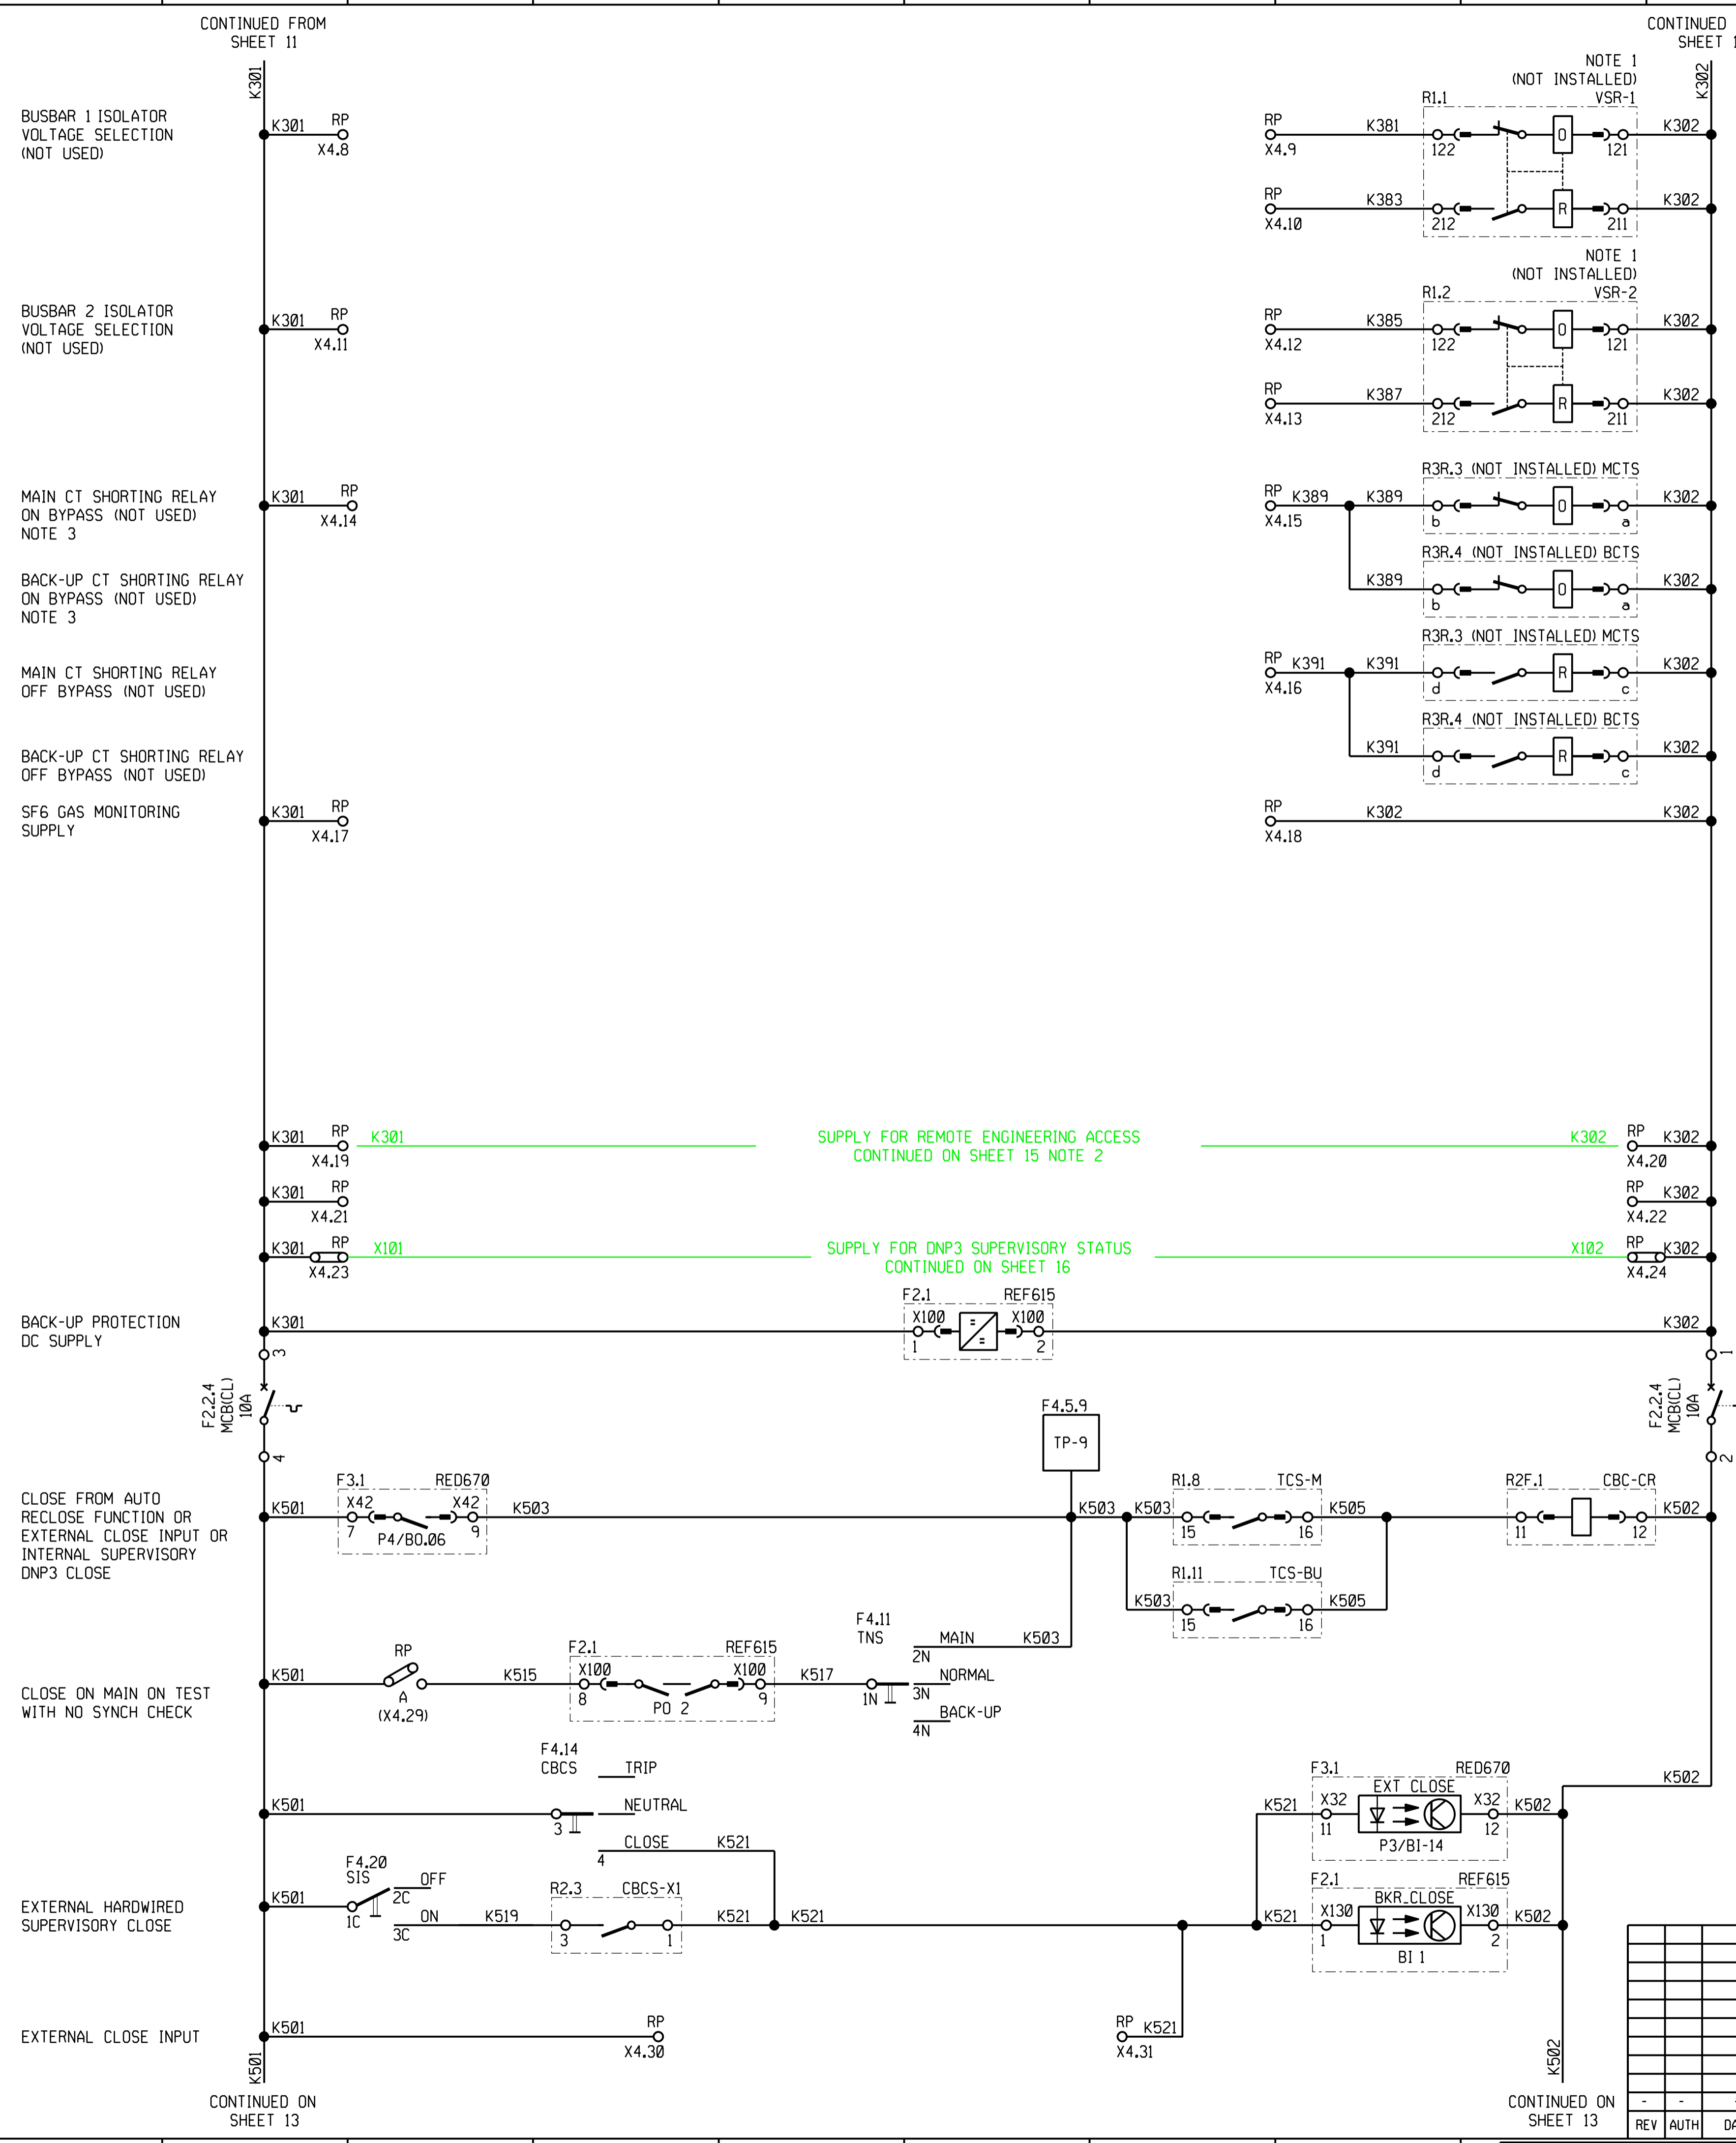 CONTINUED FROM
SHEET 11
CONTINUED
SHEET
K301
K302
BUSBAR 1 ISOLATOR
VOLTAGE SELECTION
(NOT USED)
K301 RP
X4.8
NOTE 1
(NOT INSTALLED)
R1.1 VSR-1
RP K381 O K302
X4.9 122 121
RP K383 R K302
X4.10 212 211
BUSBAR 2 ISOLATOR
VOLTAGE SELECTION
(NOT USED)
K301 RP
X4.11
NOTE 1
(NOT INSTALLED)
R1.2 VSR-2
RP K385 O K302
X4.12 122 121
RP K387 R K302
X4.13 212 211
MAIN CT SHORTING RELAY
ON BYPASS (NOT USED)
NOTE 3
K301 RP
X4.14
R3R.3 (NOT INSTALLED) MCTS
RP K389 K389 O K302
X4.15 b a
BACK-UP CT SHORTING RELAY
ON BYPASS (NOT USED)
NOTE 3
R3R.4 (NOT INSTALLED) BCTS
K389 O K302
b a
MAIN CT SHORTING RELAY
OFF BYPASS (NOT USED)
R3R.3 (NOT INSTALLED) MCTS
RP K391 K391 R K302
X4.16 d c
BACK-UP CT SHORTING RELAY
OFF BYPASS (NOT USED)
R3R.4 (NOT INSTALLED) BCTS
K391 R K302
d c
SF6 GAS MONITORING
SUPPLY
K301 RP
X4.17
RP K302 K302
X4.18
K301 RP K301
X4.19
SUPPLY FOR REMOTE ENGINEERING ACCESS
CONTINUED ON SHEET 15 NOTE 2
K302 RP K302
X4.20
K301 RP
X4.21
RP K302
X4.22
K301 RP X101
X4.23
SUPPLY FOR DNP3 SUPERVISORY STATUS
CONTINUED ON SHEET 16
X102 RP K302
X4.24
BACK-UP PROTECTION
DC SUPPLY
K301
F2.1 REF615
X100 X100
1 2
K302
3
F2.2.4
MCB(CL)
10A
4
1
F2.2.4
MCB(CL)
10A
2
F4.5.9
TP-9
CLOSE FROM AUTO
RECLOSE FUNCTION OR
EXTERNAL CLOSE INPUT OR
INTERNAL SUPERVISORY
DNP3 CLOSE
K501
F3.1 RED670
X42 X42
7 9
P4/BO.06
K503
K503 K503
R1.8 TCS-M
15 16
K505
R2F.1 CBC-CR
11 12
K502
R1.11 TCS-BU
K503 K505
15 16
F4.11
TNS
CLOSE ON MAIN ON TEST
WITH NO SYNCH CHECK
K501
RP
A
(X4.29)
K515
F2.1 REF615
X100 X100
8 9
PO 2
K517
1N
MAIN K503
2N
NORMAL
3N
BACK-UP
4N
F4.14
CBCS
TRIP
K501
3
NEUTRAL
CLOSE K521
4
F3.1 RED670
EXT CLOSE
K521 X32 X32 K502
11 12
P3/BI-14
K502
EXTERNAL HARDWIRED
SUPERVISORY CLOSE
F4.20
SIS
K501
1C
OFF
2C
ON K519
3C
R2.3 CBCS-X1
3 1
K521 K521
F2.1 REF615
BKR_CLOSE
K521 X130 X130 K502
1 2
BI 1
EXTERNAL CLOSE INPUT
K501 RP
X4.30
RP K521
X4.31
K501
K502
CONTINUED ON
SHEET 13
CONTINUED ON
SHEET 13
- -
REV AUTH